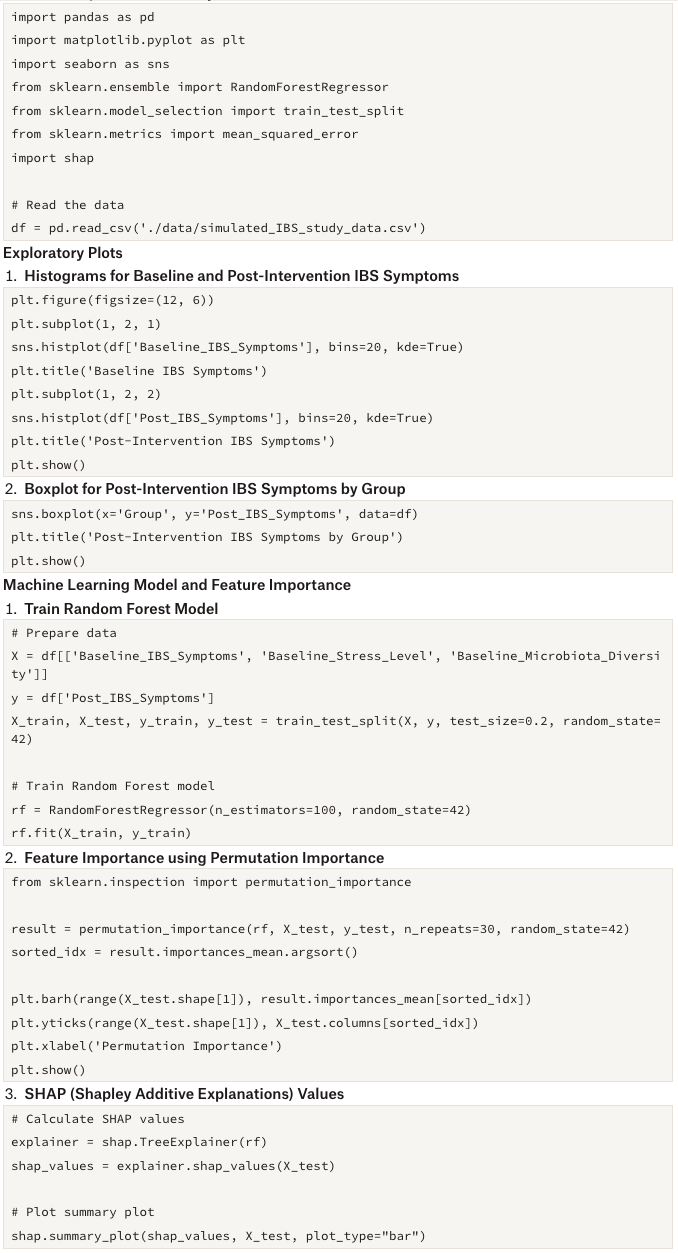 import pandas as pd
import matplotlib.pyplot as plt
import seaborn as sns
from sklearn.ensemble import RandomForestRegressor
from sklearn.model_selection import train_test_split
from sklearn.metrics import mean_squared_error
import shap

# Read the data
df = pd.read_csv('./data/simulated_IBS_study_data.csv')
Exploratory Plots
1. Histograms for Baseline and Post-Intervention IBS Symptoms
plt.figure(figsize=(12, 6))
plt.subplot(1, 2, 1)
sns.histplot(df['Baseline_IBS_Symptoms'], bins=20, kde=True)
plt.title('Baseline IBS Symptoms')
plt.subplot(1, 2, 2)
sns.histplot(df['Post_IBS_Symptoms'], bins=20, kde=True)
plt.title('Post-Intervention IBS Symptoms')
plt.show()
2. Boxplot for Post-Intervention IBS Symptoms by Group
sns.boxplot(x='Group', y='Post_IBS_Symptoms', data=df)
plt.title('Post-Intervention IBS Symptoms by Group')
plt.show()
Machine Learning Model and Feature Importance
1. Train Random Forest Model
# Prepare data
X = df[['Baseline_IBS_Symptoms', 'Baseline_Stress_Level', 'Baseline_Microbiota_Diversi
ty']]
y = df['Post_IBS_Symptoms']
X_train, X_test, y_train, y_test = train_test_split(X, y, test_size=0.2, random_state=
42)

# Train Random Forest model
rf = RandomForestRegressor(n_estimators=100, random_state=42)
rf.fit(X_train, y_train)
2. Feature Importance using Permutation Importance
from sklearn.inspection import permutation_importance

result = permutation_importance(rf, X_test, y_test, n_repeats=30, random_state=42)
sorted_idx = result.importances_mean.argsort()

plt.barh(range(X_test.shape[1]), result.importances_mean[sorted_idx])
plt.yticks(range(X_test.shape[1]), X_test.columns[sorted_idx])
plt.xlabel('Permutation Importance')
plt.show()
3. SHAP (Shapley Additive Explanations) Values
# Calculate SHAP values
explainer = shap.TreeExplainer(rf)
shap_values = explainer.shap_values(X_test)

# Plot summary plot
shap.summary_plot(shap_values, X_test, plot_type="bar")